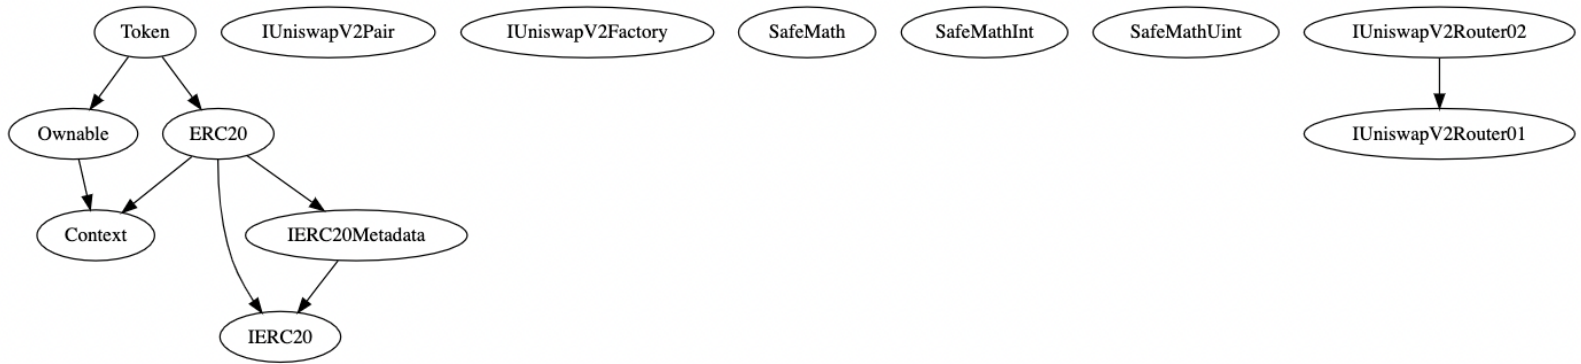 Token
IUniswapV2Pair
IUniswapV2Factory
SafeMath
SafeMathInt
SafeMathUint
IUniswapV2Router02
Ownable
ERC20
IUniswapV2Router01
Context
IERC20Metadata
IERC20